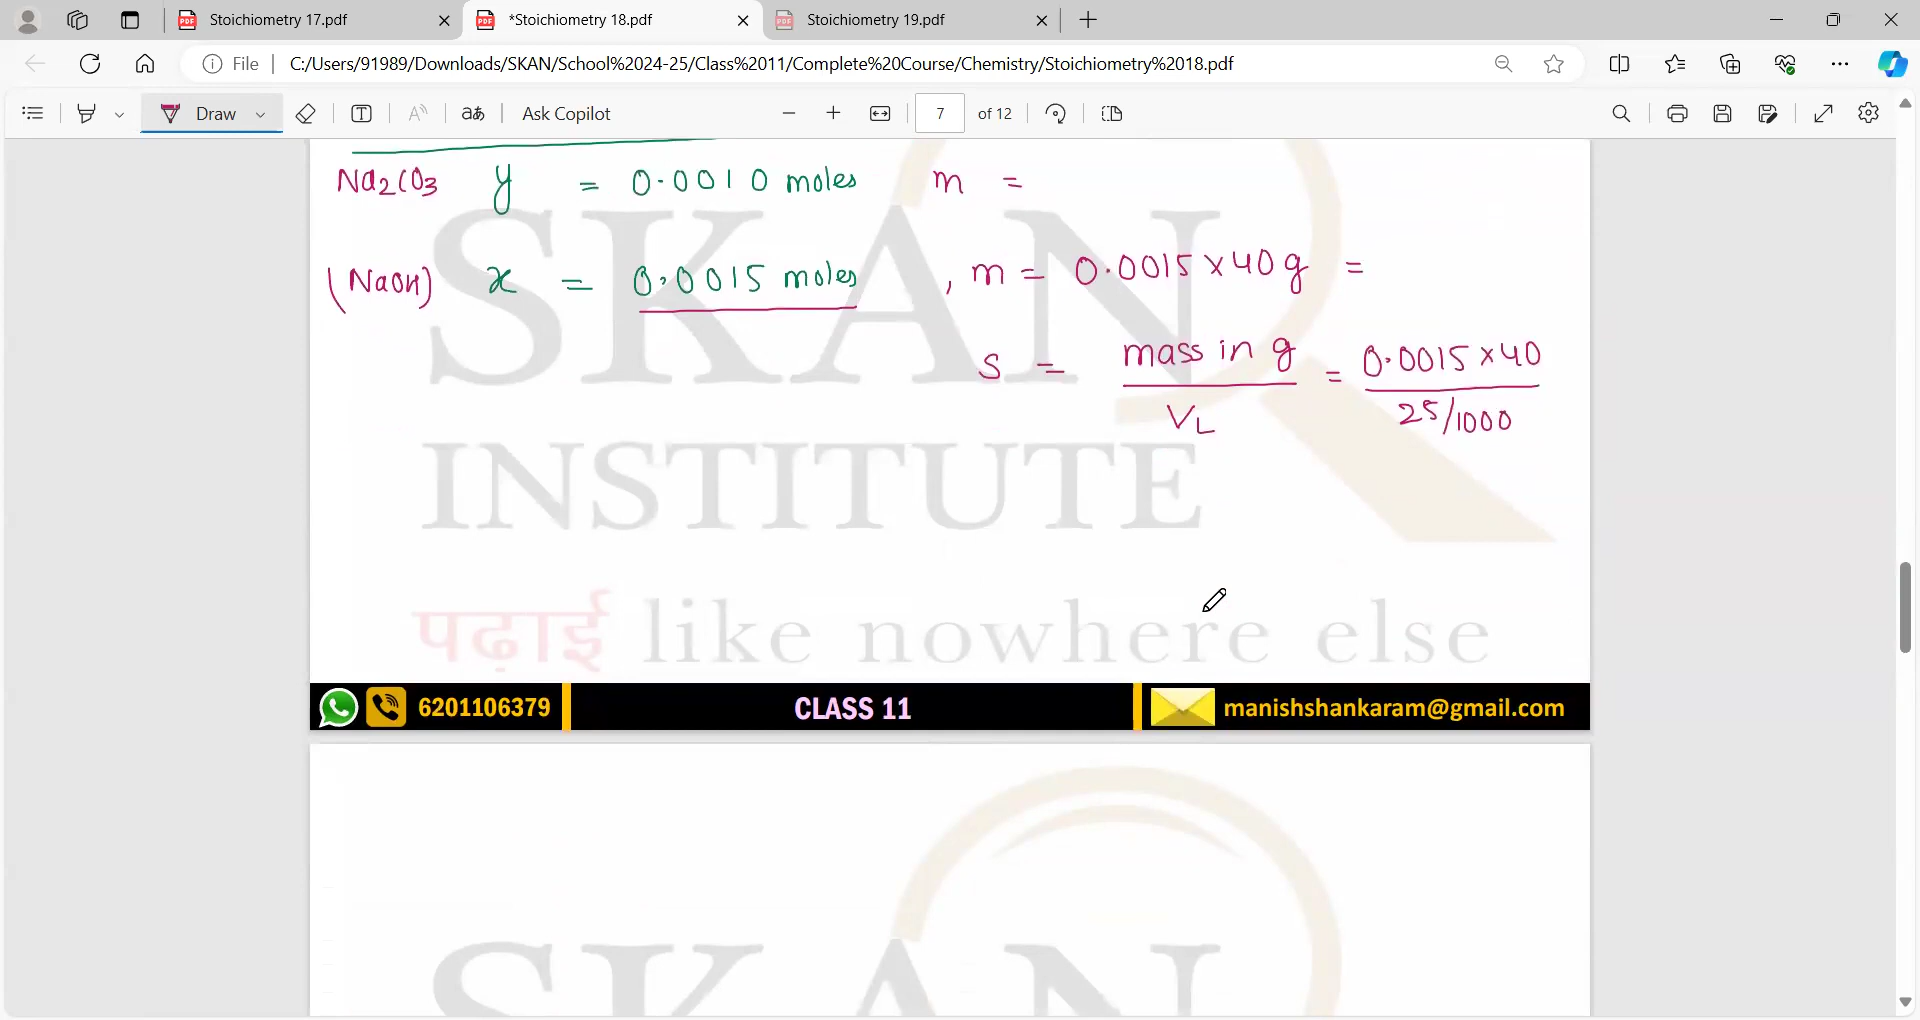 Stoichiometry 17.pdf
*Stoichiometry 18.pdf
Stoichiometry 19.pdf
File
C:/Users/91989/Downloads/SKAN/School%2024-25/Class%2011/Complete%20Course/Chemistry/Stoichiometry%2018.pdf
Draw
aあ
Ask Copilot
7 of 12
Na2CO3 y = 0.0010 moles m =
(NaOH) x = 0.0015 moles , m = 0.0015 × 40 g =
S = mass in g / VL = 0.0015 × 40 / 25/1000
SKAN
INSTITUTE
पढ़ाई like nowhere else
6201106379
CLASS 11
manishshankaram@gmail.com
SKAN